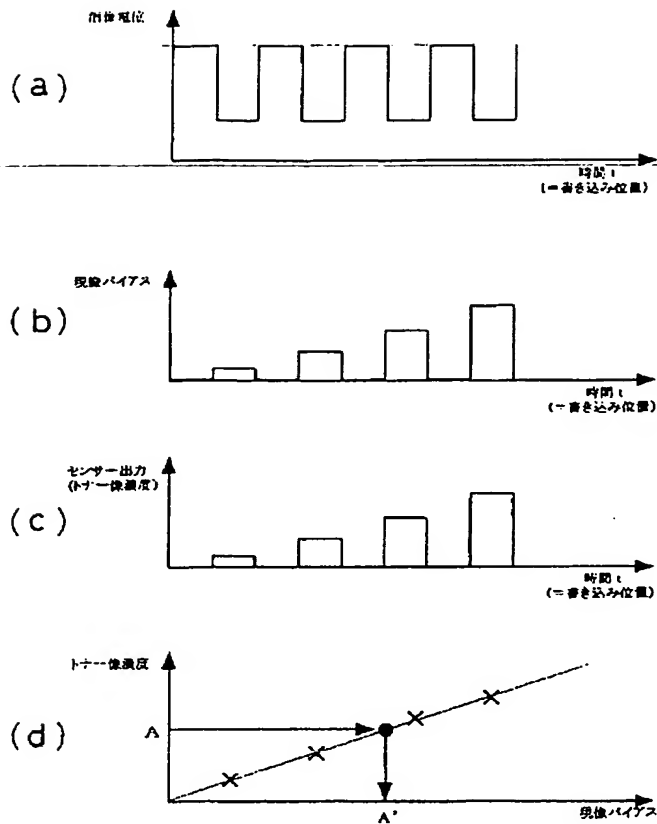 (a)
潜像電位
時間 t
(=書き込み位置)
(b)
現像バイアス
時間 t
(=書き込み位置)
(c)
センサー出力
(トナー像濃度)
時間 t
(=書き込み位置)
(d)
トナー像濃度
A
A'
現像バイアス